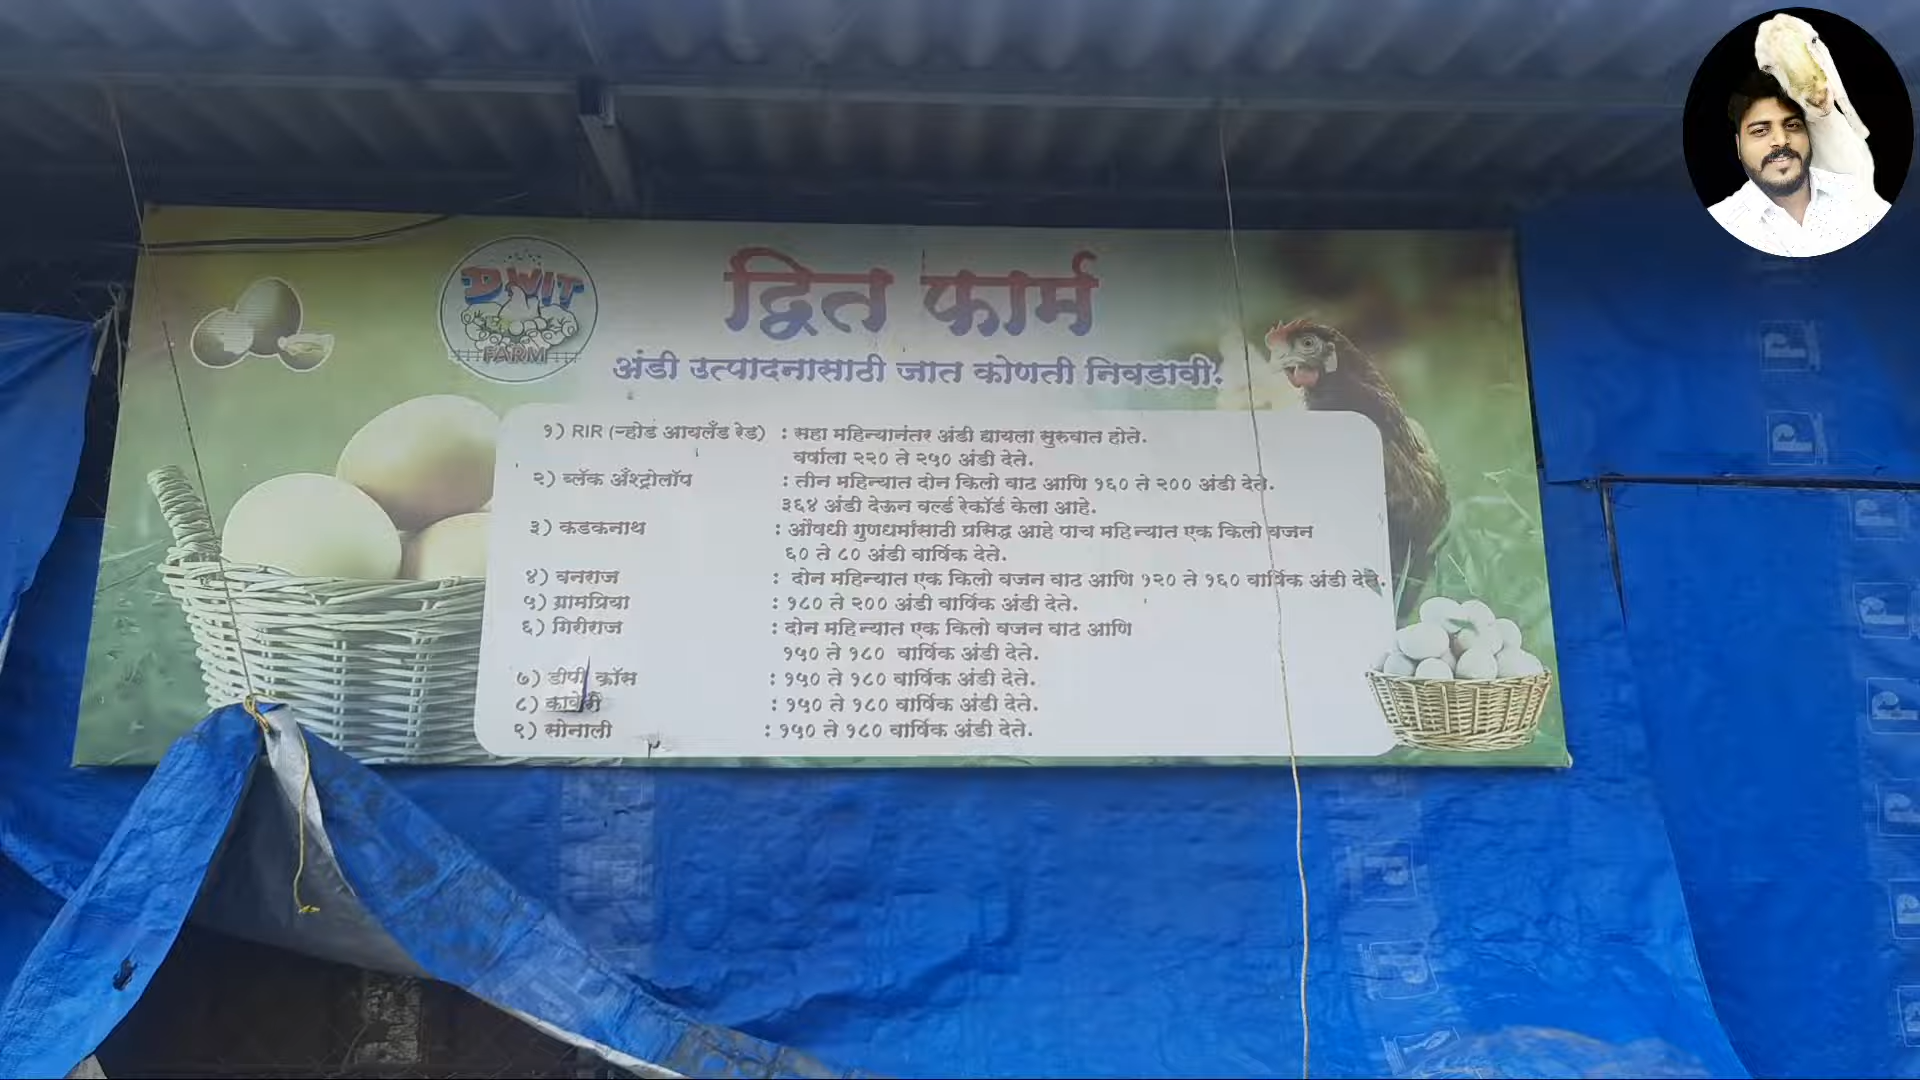 DWIT
FARM
द्वित फार्म
अंडी उत्पादनासाठी जात कोणती निवडावी?
१) RIR (ऱ्होड आयलँड रेड) : सहा महिन्यानंतर अंडी द्यायला सुरुवात होते.
वर्षाला २२० ते २५० अंडी देते.
२) ब्लॅक अँस्ट्रोलॉप : तीन महिन्यात दोन किलो वाढ आणि १६० ते २०० अंडी देते.
३६४ अंडी देऊन वर्ल्ड रेकॉर्ड केला आहे.
३) कडकनाथ : औषधी गुणधर्मासाठी प्रसिद्ध आहे पाच महिन्यात एक किलो वजन
६० ते ८० अंडी वार्षिक देते.
४) वनराज : दोन महिन्यात एक किलो वजन वाढ आणि १२० ते १६० वार्षिक अंडी देते.
५) ग्रामप्रिया : १८० ते २०० अंडी वार्षिक अंडी देते.
६) गिरीराज : दोन महिन्यात एक किलो वजन वाढ आणि
१५० ते १८० वार्षिक अंडी देते.
७) डीपी क्रॉस : १५० ते १८० वार्षिक अंडी देते.
८) कावेरी : १५० ते १८० वार्षिक अंडी देते.
९) सोनाली : १५० ते १८० वार्षिक अंडी देते.